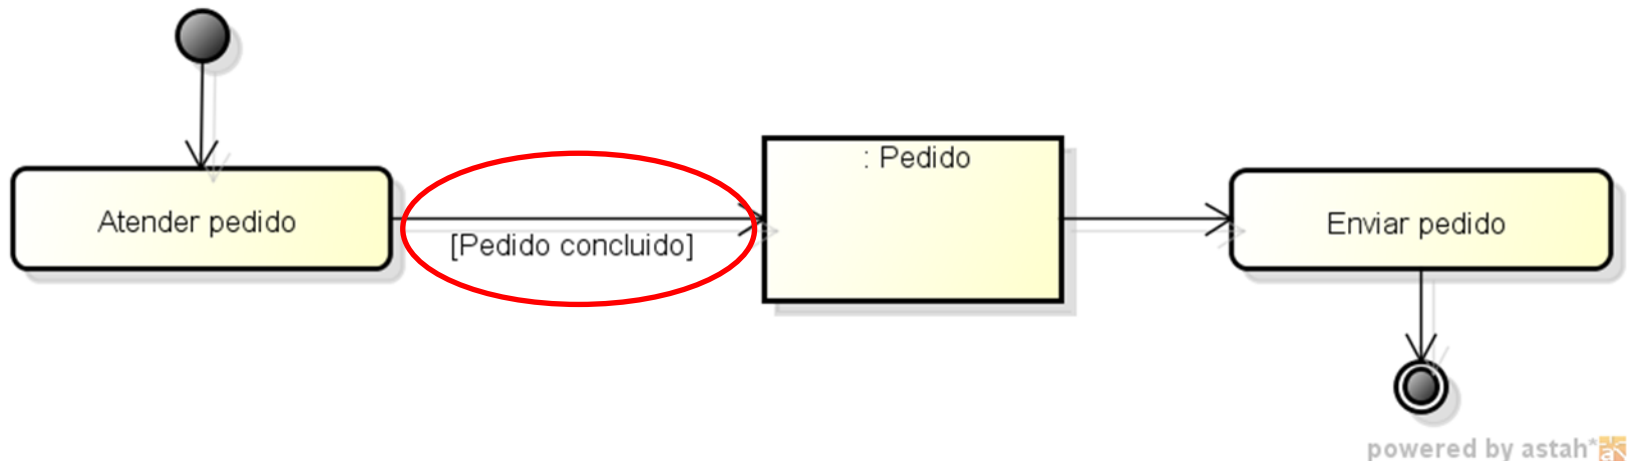 : Pedido
Atender pedido
[Pedido concluido]
Enviar pedido
powered by astah*